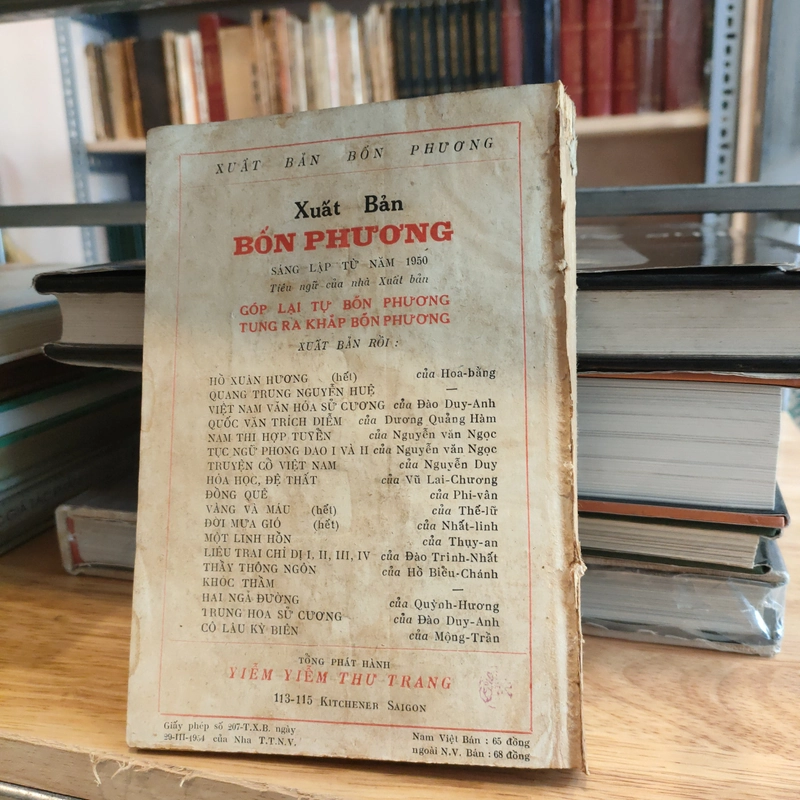 XUẤT BẢN BỐN PHƯƠNG
Xuất Bản
BỐN PHƯƠNG
SÁNG LẬP TỪ NĂM 1950
Tiêu ngữ của nhà Xuất bản
GÓP LẠI TỰ BỐN PHƯƠNG
TUNG RA KHẮP BỐN PHƯƠNG
XUẤT BẢN RỒI :
HỒ XUÂN HƯƠNG (hết) của Hoa-bằng
QUANG TRUNG NGUYỄN HUỆ —
VIỆT NAM VĂN HÓA SỬ CƯƠNG của Đào Duy-Anh
QUỐC VĂN TRÍCH DIỄM của Dương Quảng Hàm
NAM THI HỢP TUYỂN của Nguyễn văn Ngọc
TỤC NGỮ PHONG DAO I VÀ II của Nguyễn văn Ngọc
TRUYỆN CỔ VIỆT NAM của Nguyễn Duy
HÓA HỌC, ĐỆ THẤT của Vũ Lai-Chương
ĐỒNG QUÊ của Phi-vân
VÀNG VÀ MÁU (hết) của Thế-lữ
ĐỜI MƯA GIÓ (hết) của Nhất-linh
MỘT LINH HỒN của Thụy-an
LIÊU TRAI CHÍ DỊ I, II, III, IV của Đào Trinh-Nhất
THẦY THÔNG NGÔN của Hồ Biểu-Chánh
KHÓC THẦM —
HAI NGẢ ĐƯỜNG của Quỳnh-Hương
TRUNG HOA SỬ CƯƠNG của Đào Duy-Anh
CÔ LÂU KỲ BIẾN của Mộng-Trần
TỔNG PHÁT HÀNH
YIỄM YIỄM THƯ TRANG
113-115 KITCHENER SAIGON
Giấy phép số 207-T.X.B. ngày
29-III-1954 của Nha T.T.N.V.
Nam Việt Bán : 65 đồng
ngoài N.V. Bán : 68 đồng